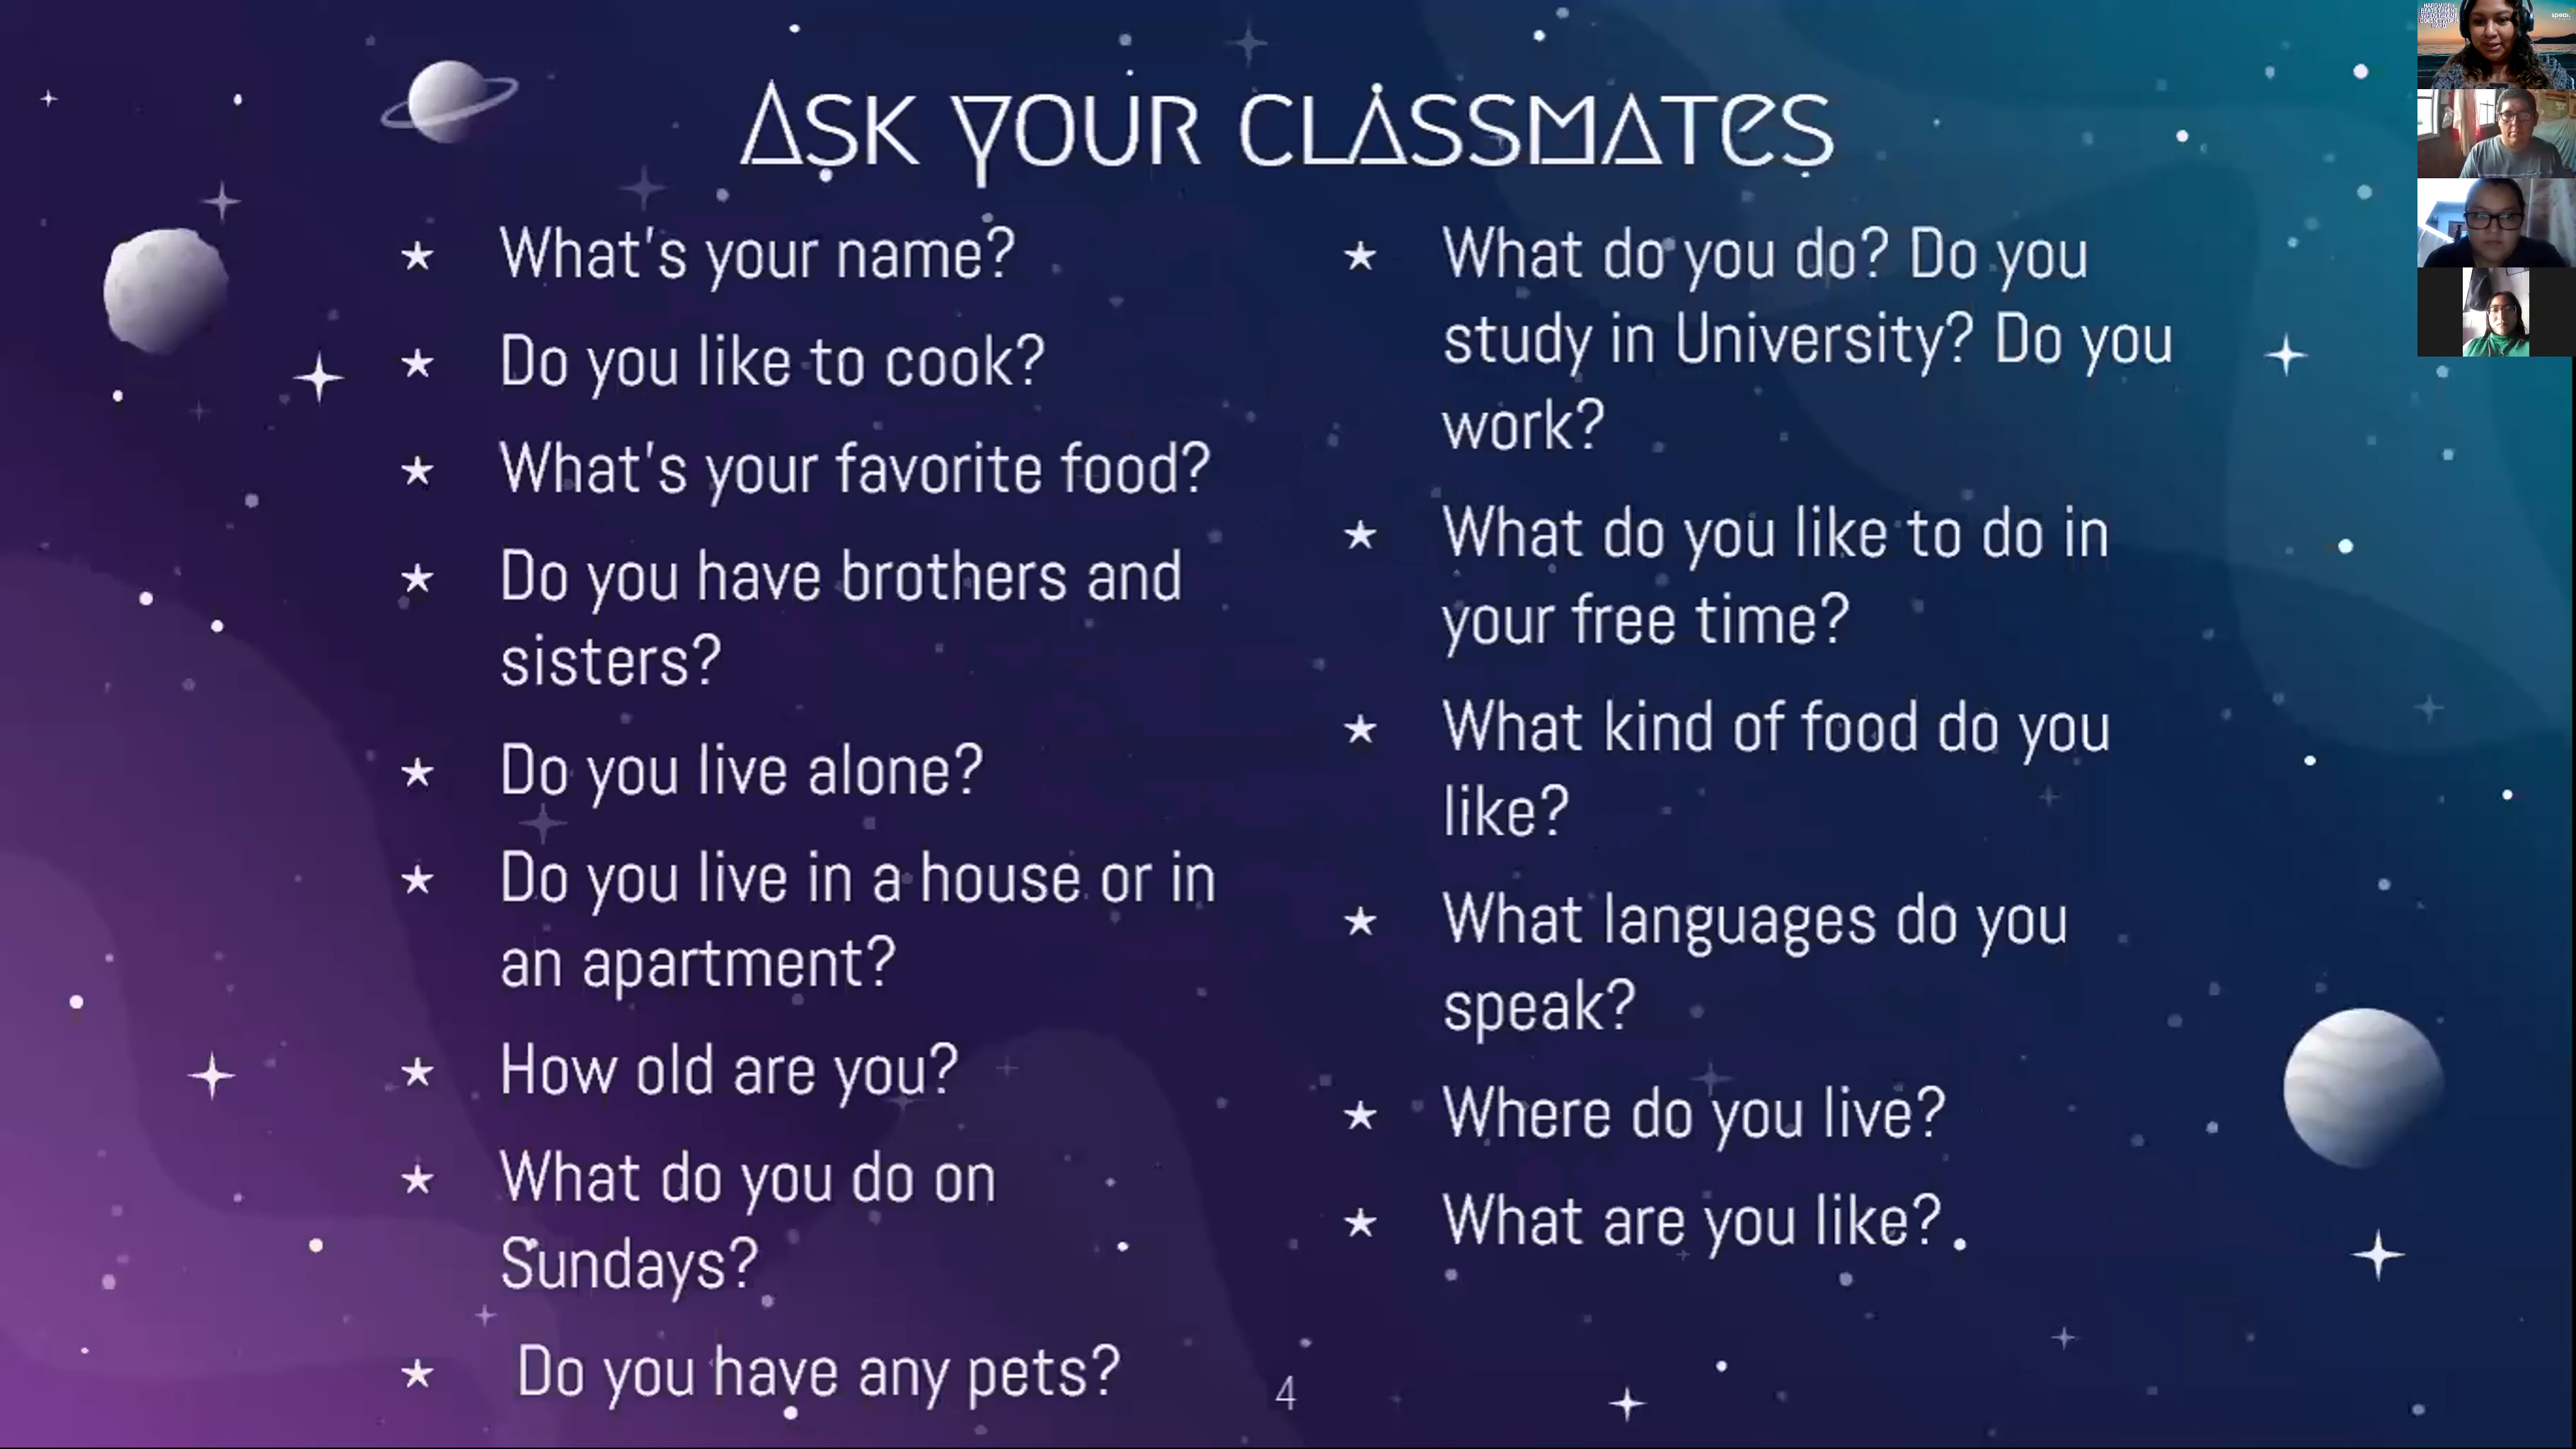 ASK YOUR CLASSMATES
★ What's your name?
★ Do you like to cook?
★ What's your favorite food?
★ Do you have brothers and
sisters?
★ Do you live alone?
★ Do you live in a house or in
an apartment?
★ How old are you?
★ What do you do on
Sundays?
★ Do you have any pets?
★ What do you do? Do you
study in University? Do you
work?
★ What do you like to do in
your free time?
★ What kind of food do you
like?
★ What languages do you
speak?
★ Where do you live?
★ What are you like?
4